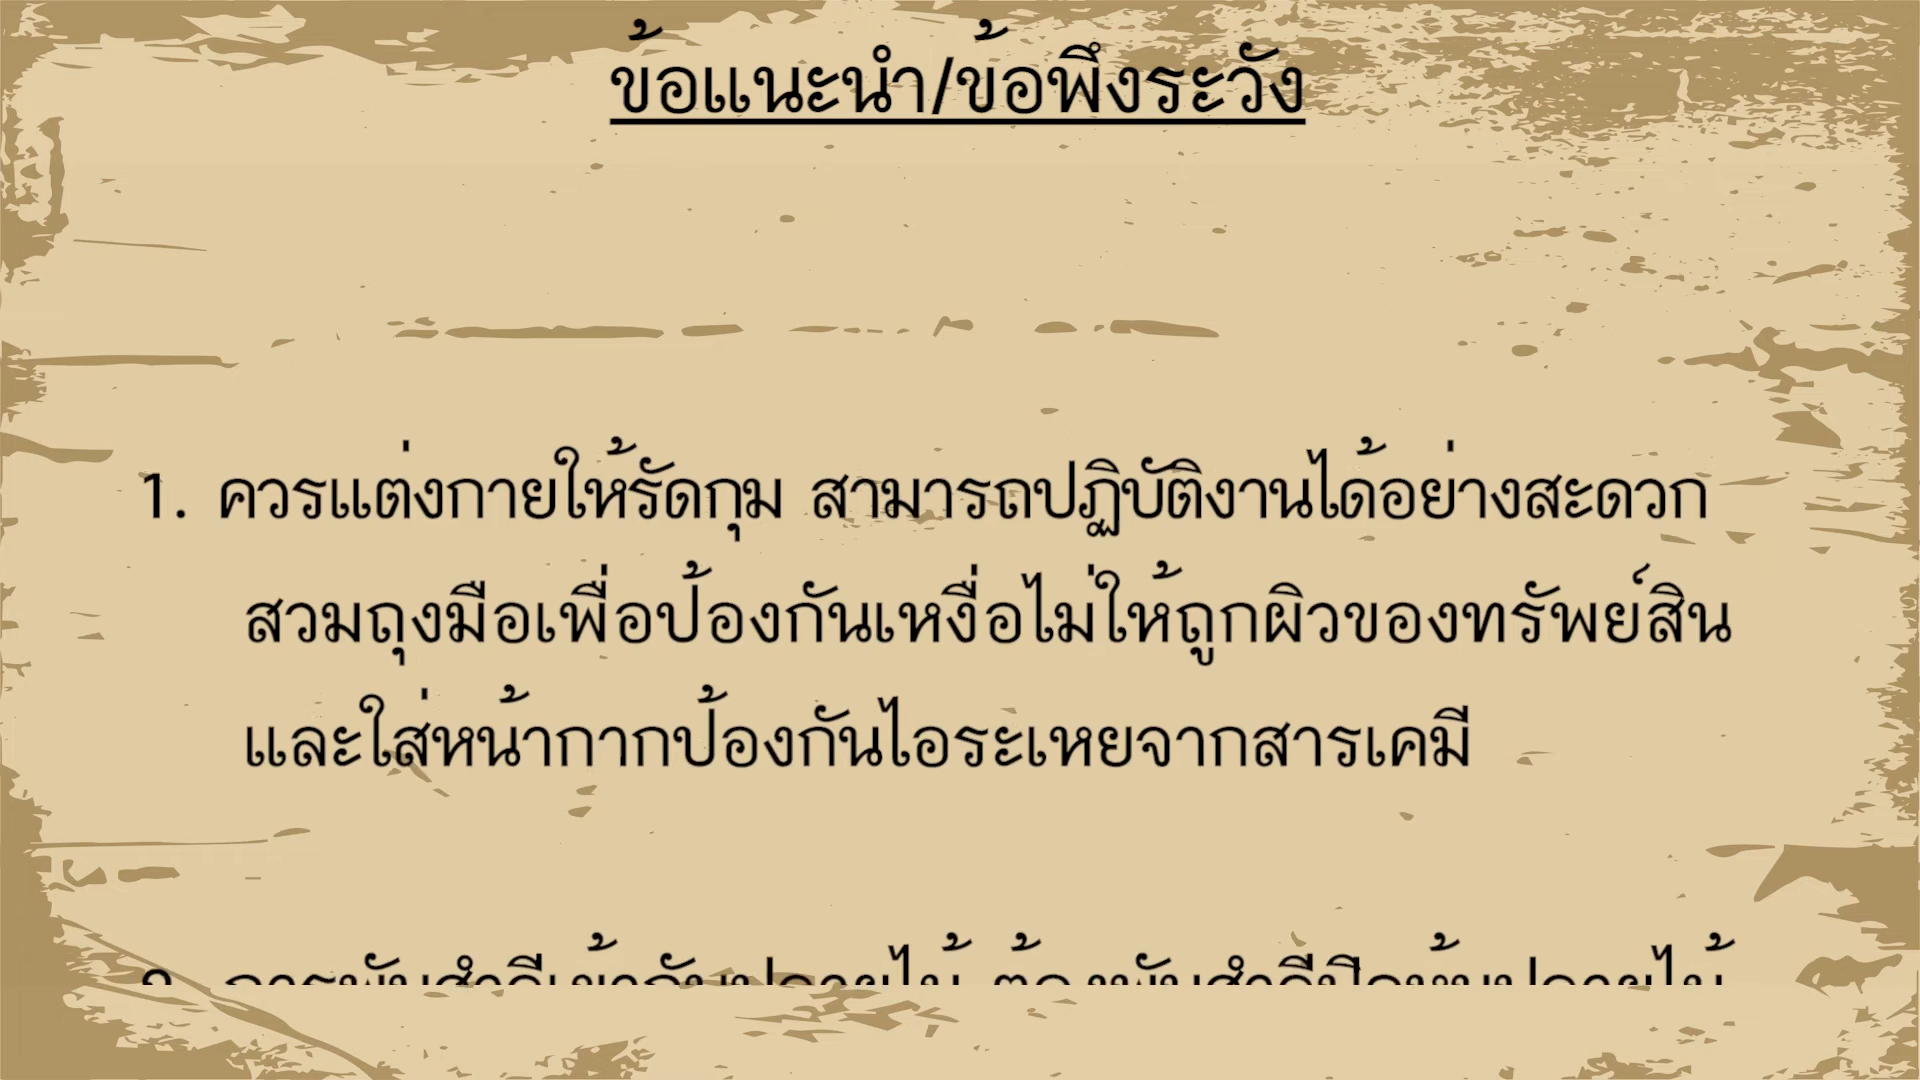 ข้อแนะนำ/ข้อพึงระวัง
1. ควรแต่งกายให้รัดกุม สามารถปฏิบัติงานได้อย่างสะดวก
สวมถุงมือเพื่อป้องกันเหงื่อไม่ให้ถูกผิวของทรัพย์สิน
และใส่หน้ากากป้องกันไอระเหยจากสารเคมี